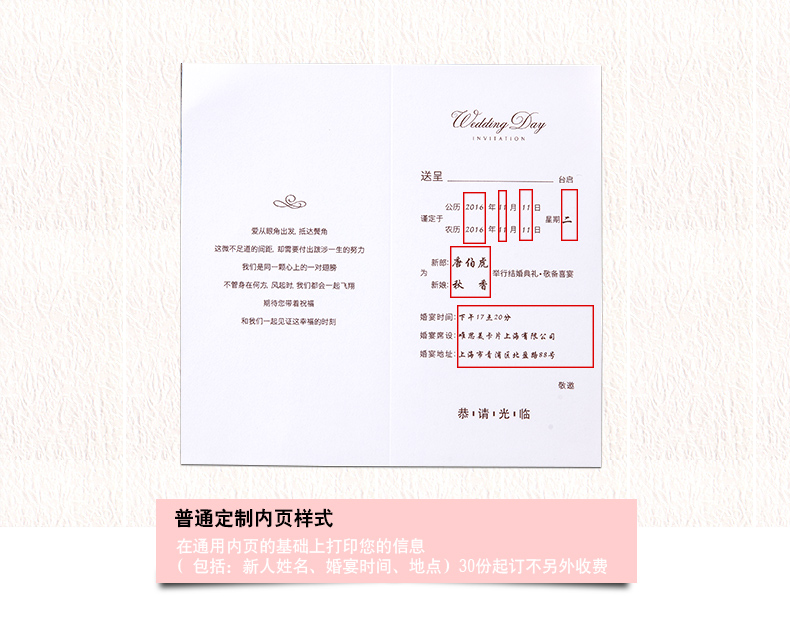 爱从眼角出发, 抵达鬓角
这微不足道的间距, 却需要付出跋涉一生的努力
我们是同一颗心上的一对翅膀
不管身在何方, 风起时, 我们都会一起飞翔
期待您带着祝福
和我们一起见证这幸福的时刻
Wedding Day
INVITATION
送呈 台启
谨定于
公历 2016 年 11 月 11 日
农历 2016 年 11 月 11 日
星期 二
为
新郎: 唐伯虎
新娘: 秋 香
举行结婚典礼·敬备喜宴
婚宴时间: 下午17点20分
婚宴席设: 唯思美卡片上海有限公司
婚宴地址: 上海市青浦区北盈路88号
敬邀
恭·请·光·临
普通定制内页样式
在通用内页的基础上打印您的信息
( 包括: 新人姓名、婚宴时间、地点) 30份起订不另外收费